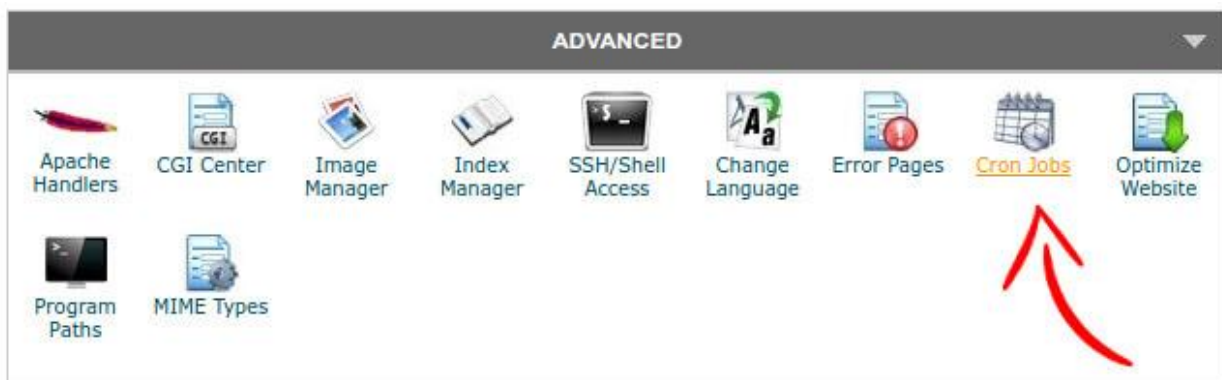 ADVANCED
CGI
$ _
Aa
Apache
Handlers
CGI Center
Image
Manager
Index
Manager
SSH/Shell
Access
Change
Language
Error Pages
Cron Jobs
Optimize
Website
>_
Program
Paths
MIME Types